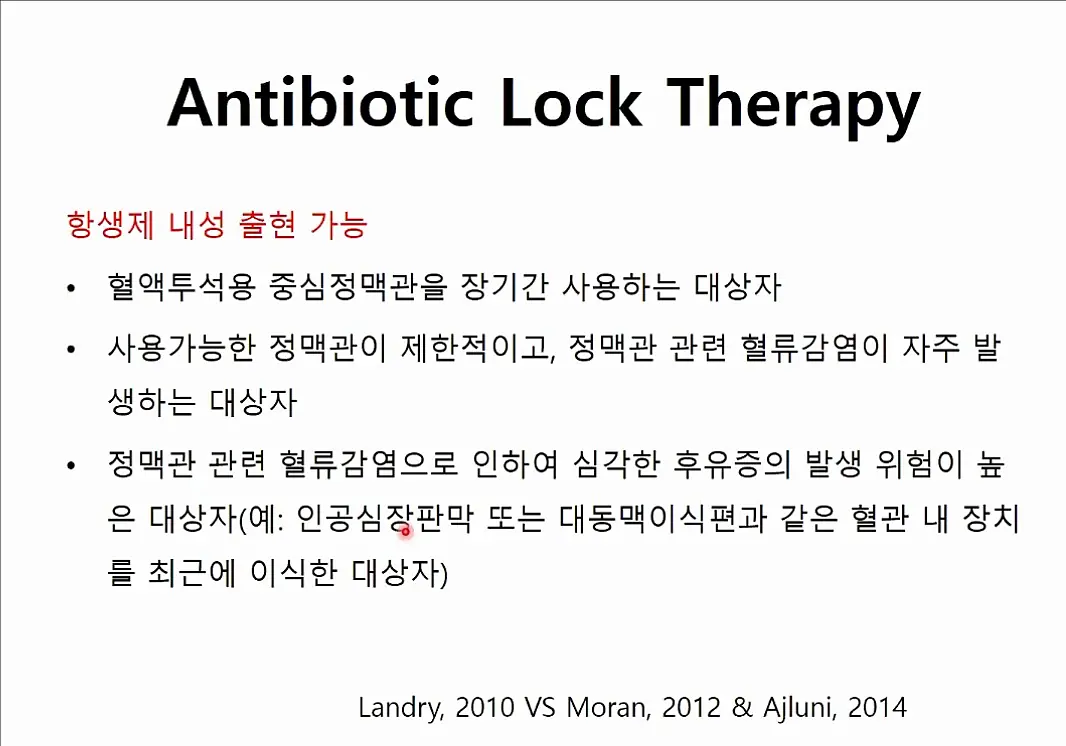 Antibiotic Lock Therapy
항생제 내성 출현 가능
• 혈액투석용 중심정맥관을 장기간 사용하는 대상자
• 사용가능한 정맥관이 제한적이고, 정맥관 관련 혈류감염이 자주 발
생하는 대상자
• 정맥관 관련 혈류감염으로 인하여 심각한 후유증의 발생 위험이 높
은 대상자(예: 인공심장판막 또는 대동맥이식편과 같은 혈관 내 장치
를 최근에 이식한 대상자)
Landry, 2010 VS Moran, 2012 & Ajluni, 2014